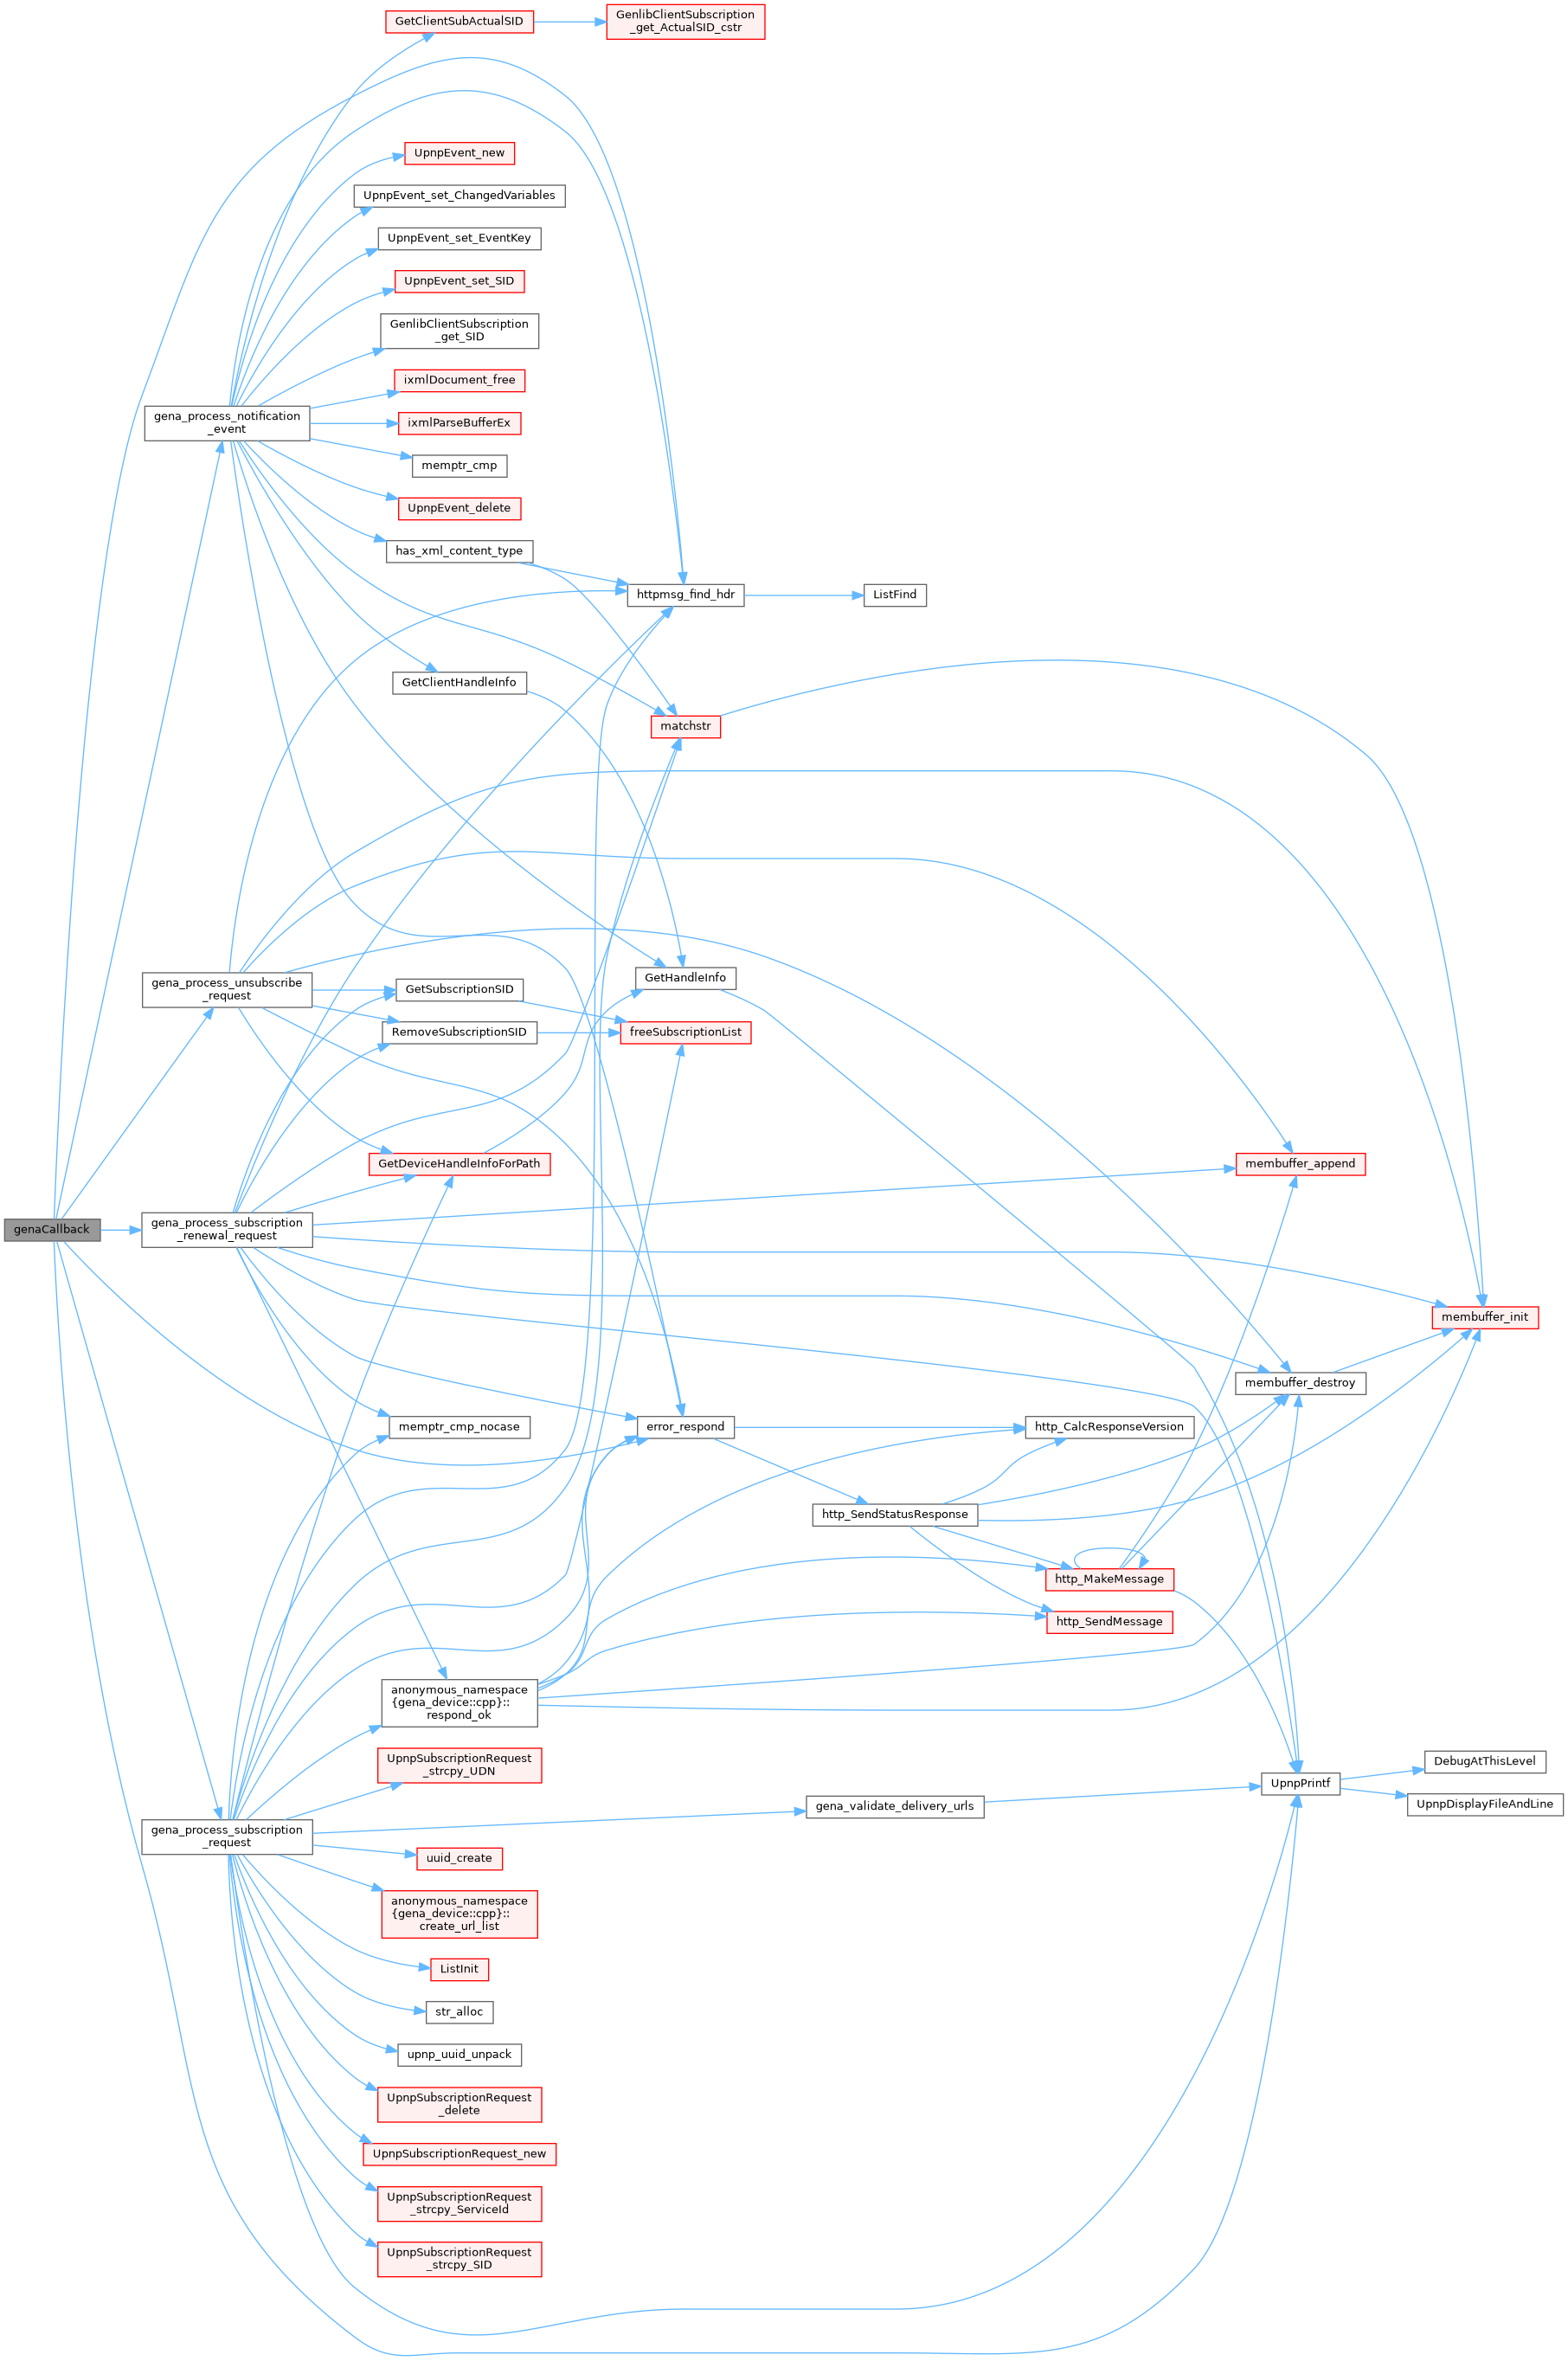 GetClientSubActualSID
GenlibClientSubscription
_get_ActualSID_cstr
UpnpEvent_new
UpnpEvent_set_ChangedVariables
UpnpEvent_set_EventKey
UpnpEvent_set_SID
GenlibClientSubscription
_get_SID
ixmlDocument_free
gena_process_notification
_event
ixmlParseBufferEx
memptr_cmp
UpnpEvent_delete
has_xml_content_type
httpmsg_find_hdr
ListFind
GetClientHandleInfo
matchstr
gena_process_unsubscribe
_request
GetSubscriptionSID
GetHandleInfo
RemoveSubscriptionSID
freeSubscriptionList
GetDeviceHandleInfoForPath
membuffer_append
genaCallback
gena_process_subscription
_renewal_request
membuffer_init
membuffer_destroy
memptr_cmp_nocase
error_respond
http_CalcResponseVersion
http_SendStatusResponse
http_MakeMessage
http_SendMessage
anonymous_namespace
{gena_device::cpp}::
respond_ok
UpnpSubscriptionRequest
_strcpy_UDN
UpnpPrintf
DebugAtThisLevel
UpnpDisplayFileAndLine
gena_validate_delivery_urls
gena_process_subscription
_request
uuid_create
anonymous_namespace
{gena_device::cpp}::
create_url_list
ListInit
str_alloc
upnp_uuid_unpack
UpnpSubscriptionRequest
_delete
UpnpSubscriptionRequest_new
UpnpSubscriptionRequest
_strcpy_ServiceId
UpnpSubscriptionRequest
_strcpy_SID